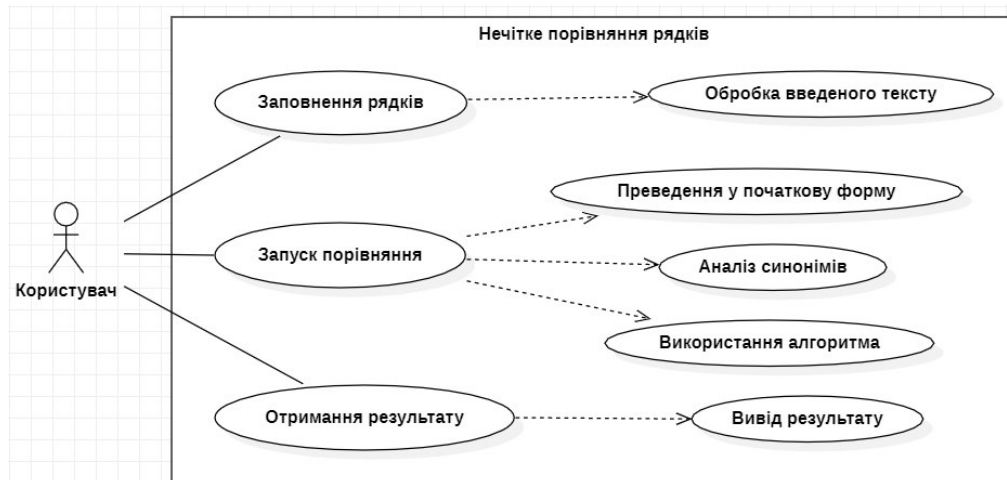 Нечітке порівняння рядків
Заповнення рядків
Обробка введеного тексту
Преведення у початкову форму
Запуск порівняння
Аналіз синонімів
Користувач
Використання алгоритма
Отримання результату
Вивід результату